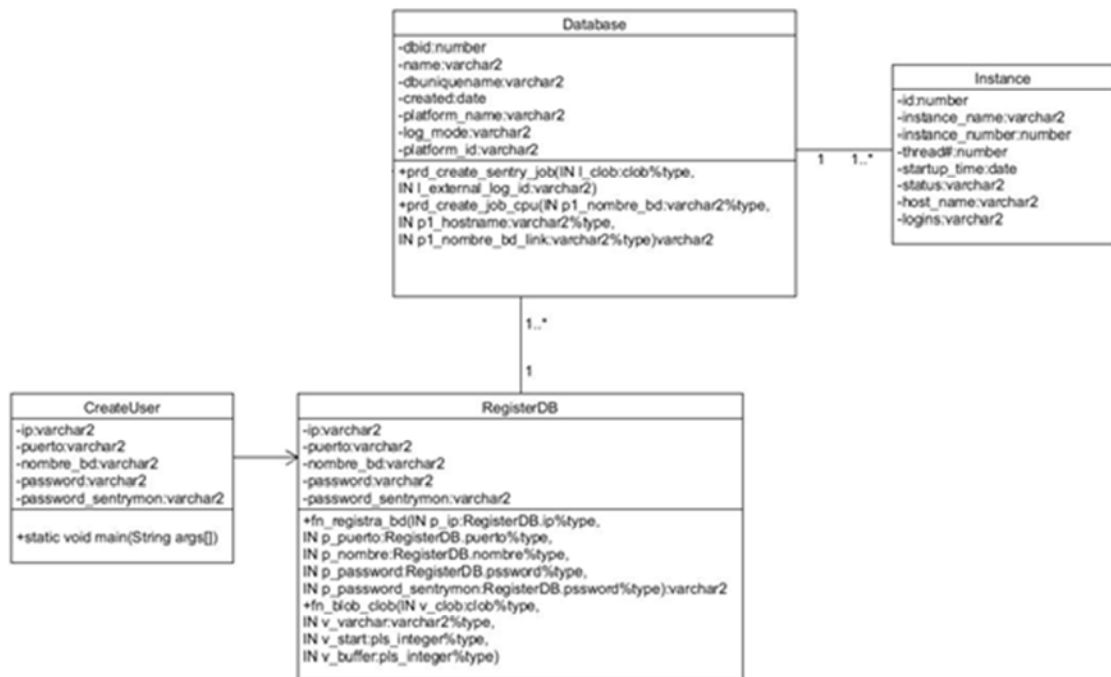 Database
-dbid:number
-name:varchar2
-dbuniquename:varchar2
-created:date
-platform_name:varchar2
-log_mode:varchar2
-platform_id:varchar2
+prd_create_sentry_job(IN l_clob:clob%type,
IN l_external_log_id:varchar2)
+prd_create_job_cpu(IN p1_nombre_bd:varchar2%type,
IN p1_hostname:varchar2%type,
IN p1_nombre_bd_link:varchar2%type)varchar2
Instance
-id:number
-instance_name:varchar2
-instance_number:number
-thread#:number
-startup_time:date
-status:varchar2
-host_name:varchar2
-logins:varchar2
1
1..*
1..*
1
CreateUser
-ip:varchar2
-puerto:varchar2
-nombre_bd:varchar2
-password:varchar2
-password_sentrymon:varchar2
+static void main(String args[])
RegisterDB
-ip:varchar2
-puerto:varchar2
-nombre_bd:varchar2
-password:varchar2
-password_sentrymon:varchar2
+fn_registra_bd(IN p_ip:RegisterDB.ip%type,
IN p_puerto:RegisterDB.puerto%type,
IN p_nombre:RegisterDB.nombre%type,
IN p_password:RegisterDB.pssword%type,
IN p_password_sentrymon:RegisterDB.pssword%type):varchar2
+fn_blob_clob(IN v_clob:clob%type,
IN v_varchar:varchar2%type,
IN v_start:pls_integer%type,
IN v_buffer:pls_integer%type)